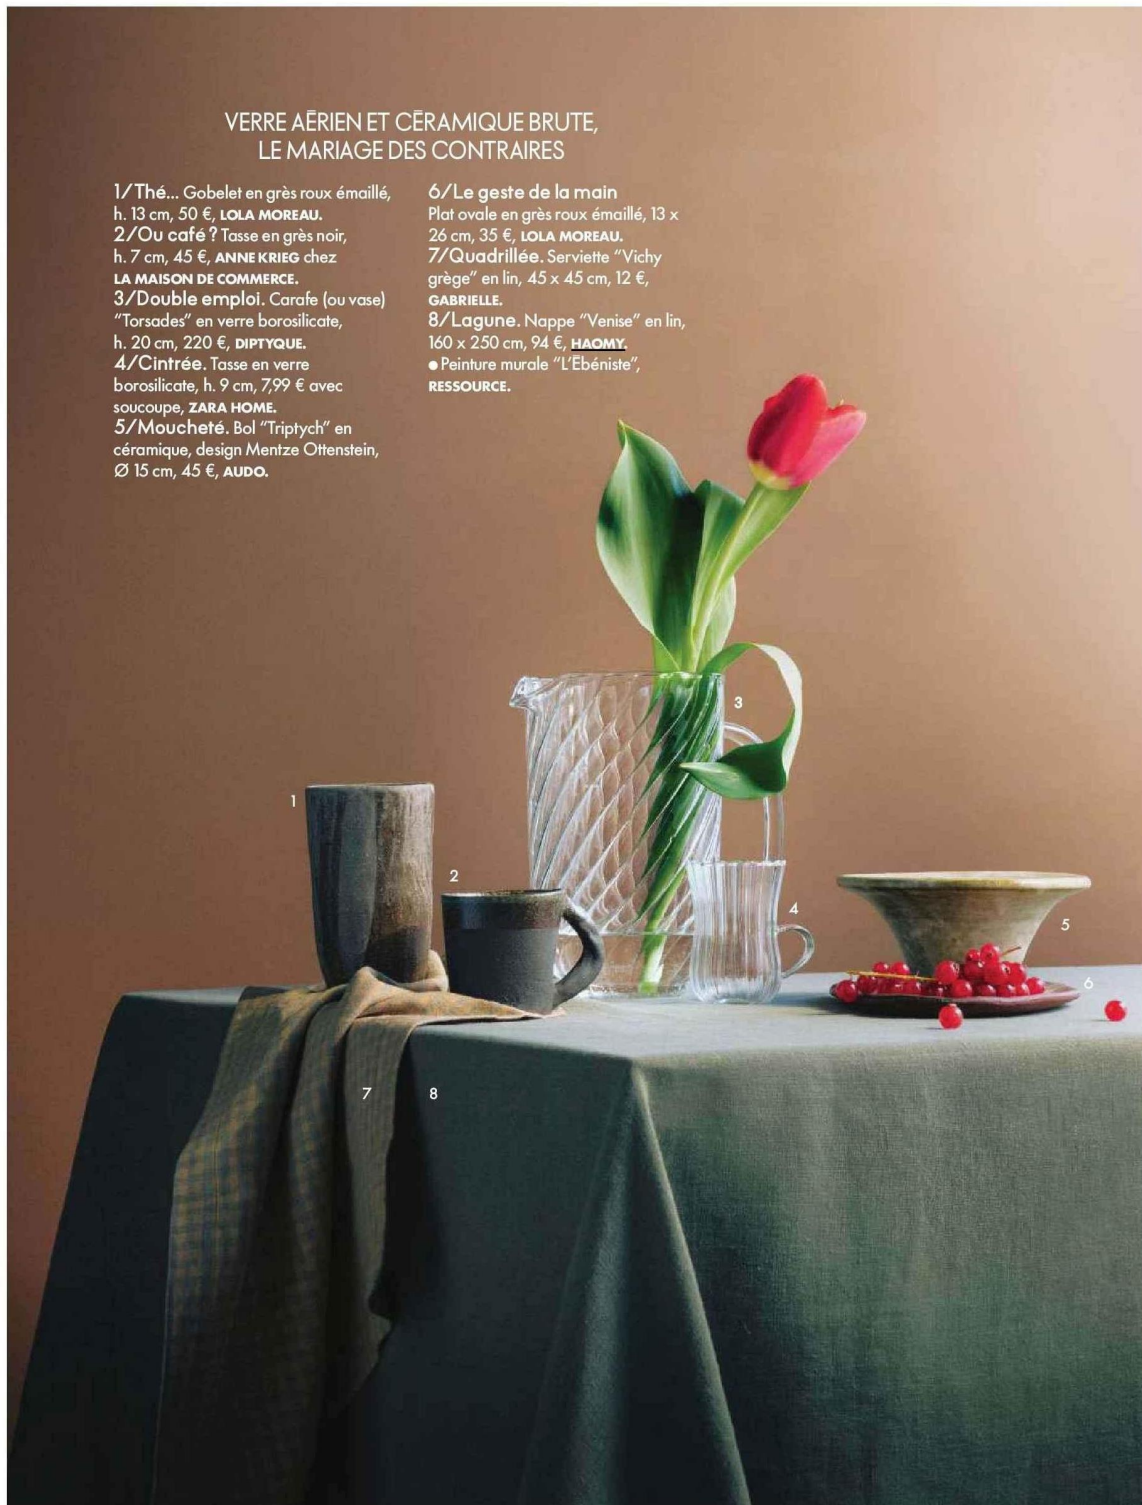 VERRE AÉRIEN ET CÉRAMIQUE BRUTE,
LE MARIAGE DES CONTRAIRES
1/Thé... Gobelet en grès roux émaillé,
h. 13 cm, 50 €, LOLA MOREAU.
2/Ou café ? Tasse en grès noir,
h. 7 cm, 45 €, ANNE KRIEG chez
LA MAISON DE COMMERCE.
3/Double emploi. Carafe (ou vase)
"Torsades" en verre borosilicate,
h. 20 cm, 220 €, DIPTYQUE.
4/Cintrée. Tasse en verre
borosilicate, h. 9 cm, 7,99 € avec
soucoupe, ZARA HOME.
5/Moucheté. Bol "Triptych" en
céramique, design Mentze Ottenstein,
Ø 15 cm, 45 €, AUDO.
6/Le geste de la main
Plat ovale en grès roux émaillé, 13 x
26 cm, 35 €, LOLA MOREAU.
7/Quadrillée. Serviette "Vichy
grège" en lin, 45 x 45 cm, 12 €,
GABRIELLE.
8/Lagune. Nappe "Venise" en lin,
160 x 250 cm, 94 €, HAOMY.
● Peinture murale "L'Ébéniste",
RESSOURCE.
3
1
2
4
5
6
7
8